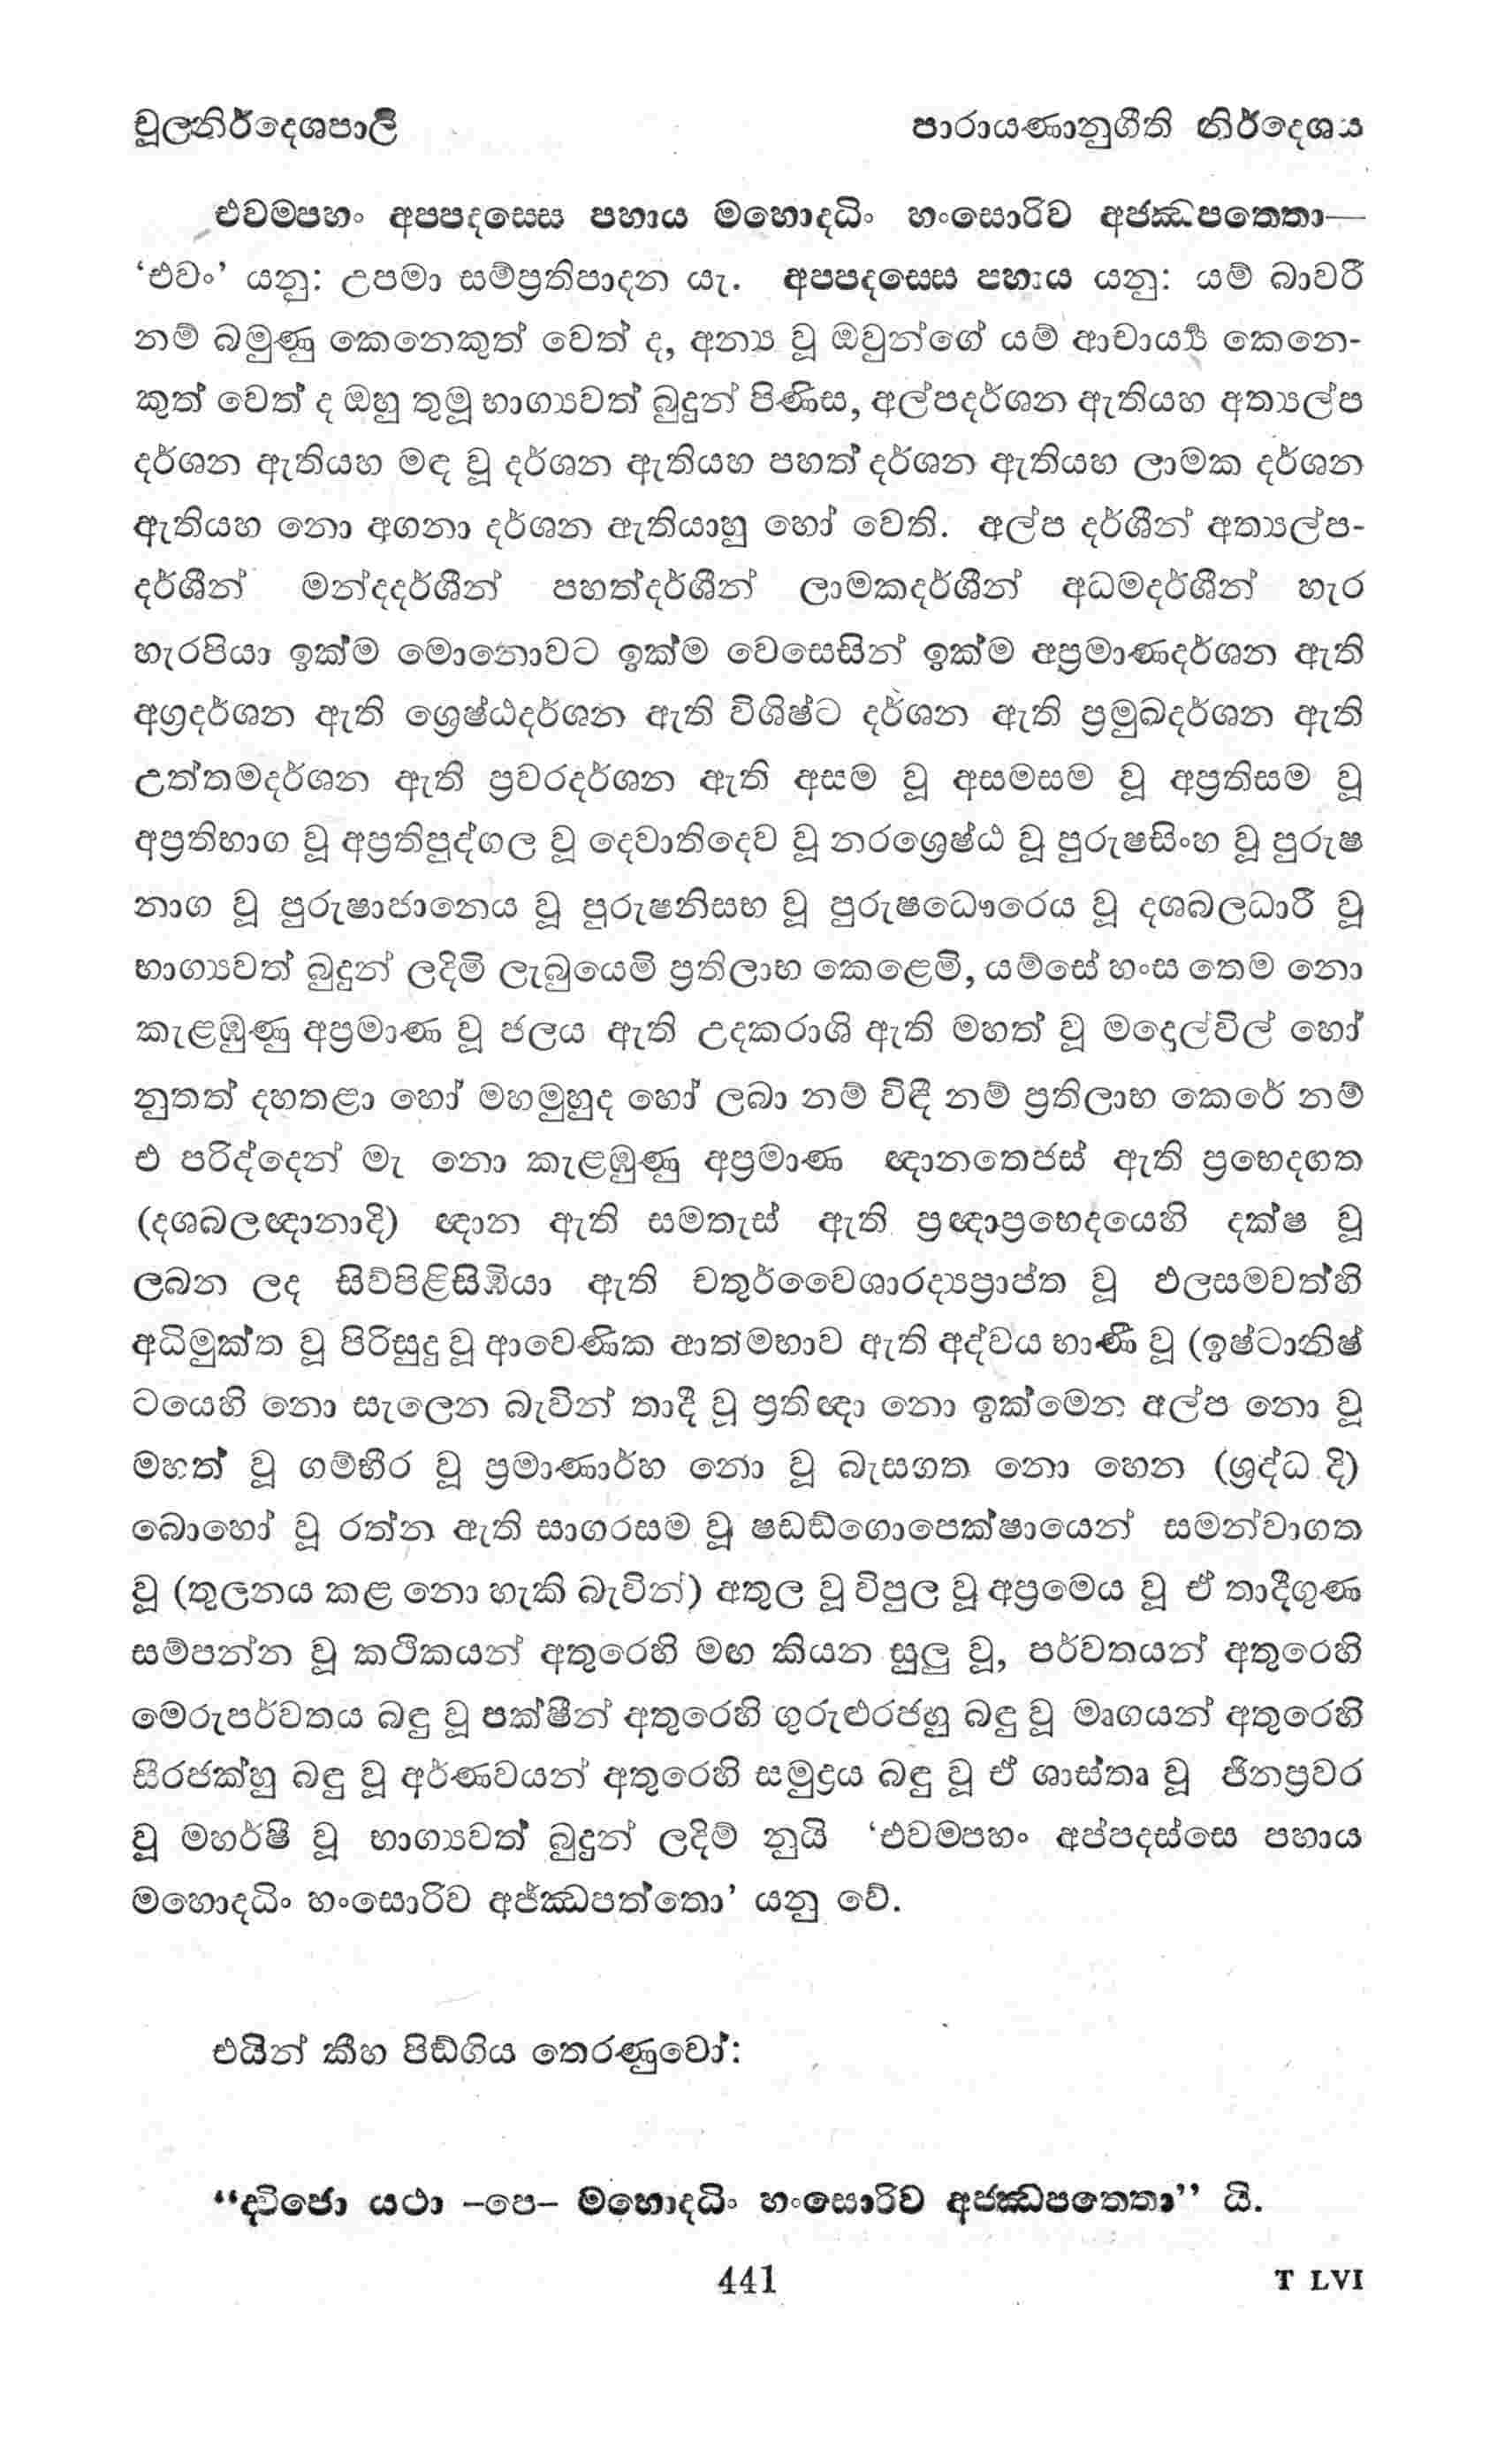 චූලනිර්දෙශපාලි පාරායණානුගීති නිර්දෙශය
එවමපහං අපපදසෙස පහාය මහොදධිං හංසොරිව අජඣපතෙතා—
‘එවං’ යනු: උපමා සම්ප්‍රතිපාදන යැ. අපපදසෙස පහාය යනු: යම් බාවරී
නම් බමුණු කෙනෙකුත් වෙත් ද, අන්‍ය වූ ඔවුන්ගේ යම් ආචාර්‍ය්‍ය කෙනෙ-
කුත් වෙත් ද ඔහු තුමූ භාග්‍යවත් බුදුන් පිණිස, අල්පදර්ශන ඇතියහ අත්‍යල්ප
දර්ශන ඇතියහ මඳ වූ දර්ශන ඇතියහ පහත් දර්ශන ඇතියහ ලාමක දර්ශන
ඇතියහ නො අගනා දර්ශන ඇතියාහු හෝ වෙති. අල්ප දර්ශීන් අත්‍යල්ප-
දර්ශීන් මන්දදර්ශීන් පහත්දර්ශීන් ලාමකදර්ශීන් අධමදර්ශීන් හැර
හැරපියා ඉක්ම මොනොවට ඉක්ම වෙසෙසින් ඉක්ම අප්‍රමාණදර්ශන ඇති
අග්‍රදර්ශන ඇති ශ්‍රෙෂ්ඨදර්ශන ඇති විශිෂ්ට දර්ශන ඇති ප්‍රමුඛදර්ශන ඇති
උත්තමදර්ශන ඇති ප්‍රවරදර්ශන ඇති අසම වූ අසමසම වූ අප්‍රතිසම වූ
අප්‍රතිභාග වූ අප්‍රතිපුද්ගල වූ දෙවාතිදෙව වූ නරශ්‍රෙෂ්ඨ වූ පුරුෂසිංහ වූ පුරුෂ
නාග වූ පුරුෂාජානෙය වූ පුරුෂනිසභ වූ පුරුෂධෞරෙය වූ දශබලධාරී වූ
භාග්‍යවත් බුදුන් ලදිමි ලැබුයෙමි ප්‍රතිලාභ කෙළෙමි, යම්සේ හංස තෙම නො
කැළඹුණු අප්‍රමාණ වූ ජලය ඇති උදකරාශි ඇති මහත් වූ මදොල්විල් හෝ
නුතත් දහතළා හෝ මහමුහුද හෝ ලබා නම් විඳී නම් ප්‍රතිලාභ කෙරේ නම්
එ පරිද්දෙන් මැ නො කැළඹුණු අප්‍රමාණ ඥානතෙජස් ඇති ප්‍රභෙදගත
(දශබලඥානාදි) ඥාන ඇති සමතැස් ඇති ප්‍රඥාප්‍රභෙදයෙහි දක්ෂ වූ
ලබන ලද සිව්පිළිසිඹියා ඇති චතුර්වෛශාරද්‍යප්‍රාප්ත වූ ඵලසමවත්හි
අධිමුක්ත වූ පිරිසුදු වූ ආවෙණික ආත්මභාව ඇති අද්වය භාණී වූ (ඉෂ්ටානිෂ්
ටයෙහි නො සැලෙන බැවින් තාදී වූ ප්‍රතිඥා නො ඉක්මෙන අල්ප නො වූ
මහත් වූ ගම්භීර වූ ප්‍රමාණාර්හ නො වූ බැසගත නො හෙන (ශ්‍රද්ධාදි)
බොහෝ වූ රත්න ඇති සාගරසම වූ ෂඩඞ්ගොපෙක්ෂායෙන් සමන්වාගත
වූ (තුලනය කළ නො හැකි බැවින්) අතුල වූ විපුල වූ අප්‍රමෙය වූ ඒ තාදීගුණ
සම්පන්න වූ කථිකයන් අතුරෙහි මඟ කියන සුලු වූ, පර්වතයන් අතුරෙහි
මෙරුපර්වතය බඳු වූ පක්ෂීන් අතුරෙහි ගුරුළුරජහු බඳු වූ මෘගයන් අතුරෙහි
සීරජක්හු බඳු වූ අර්ණවයන් අතුරෙහි සමුද්‍රය බඳු වූ ඒ ශාස්තෘ වූ ජිනප්‍රවර
වූ මහර්ෂී වූ භාග්‍යවත් බුදුන් ලදිම් නුයි ‘එවමපහං අප්පදස්සෙ පහාය
මහොදධිං හංසොරිව අජ්ඣපත්තො’ යනු වේ.
එයින් කීහ පිඞ්ගිය තෙරණුවෝ:
“ද්විජො යථා –පෙ– මහොදධිං හංසොරිව අජඣපතෙතා” යි.
441 T LVI